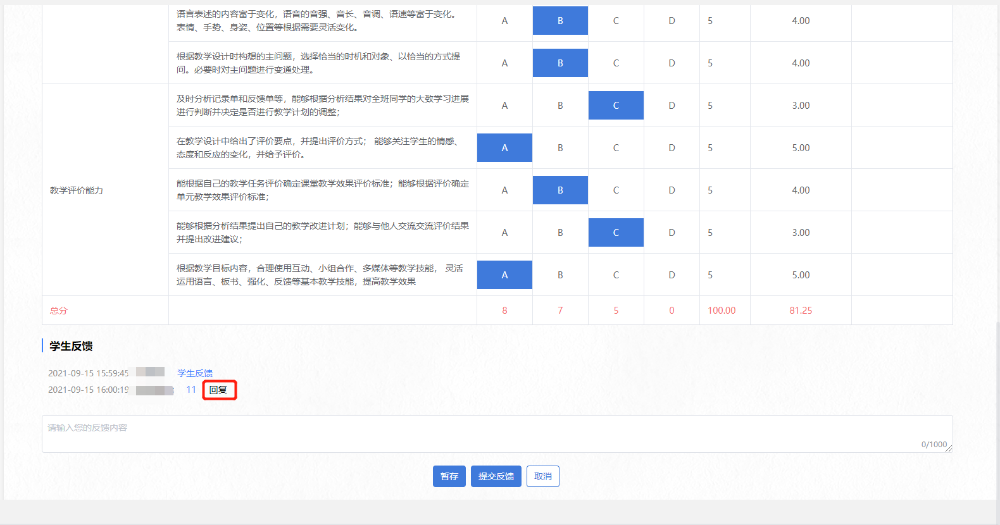 语言表述的内容富于变化，语音的音强、音长、音调、语速等富于变化。
表情、手势、身姿、位置等根据需要灵活变化。
A B C D 5 4.00
根据教学设计时构想的主问题，选择恰当的时机和对象、以恰当的方式提
问。必要时对主问题进行变通处理。
A B C D 5 4.00
教学评价能力
及时分析记录单和反馈单等，能够根据分析结果对全班同学的大致学习进展
进行判断并决定是否进行教学计划的调整；
A B C D 5 3.00
在教学设计中给出了评价要点，并提出评价方式； 能够关注学生的情感、
态度和反应的变化，并给予评价。
A B C D 5 5.00
能根据自己的教学任务评价确定课堂教学效果评价标准；能够根据评价确定
单元教学效果评价标准；
A B C D 5 4.00
能够根据分析结果提出自己的教学改进计划；能够与他人交流交流评价结果
并提出改进建议；
A B C D 5 3.00
根据教学目标内容，合理使用互动、小组合作、多媒体等教学技能， 灵活
运用语言、板书、强化、反馈等基本教学技能，提高教学效果
A B C D 5 5.00
总分 8 7 5 0 100.00 81.25
学生反馈
2021-09-15 15:59:45 学生反馈
2021-09-15 16:00:19 11 回复
请输入您的反馈内容
0/1000
暂存 提交反馈 取消